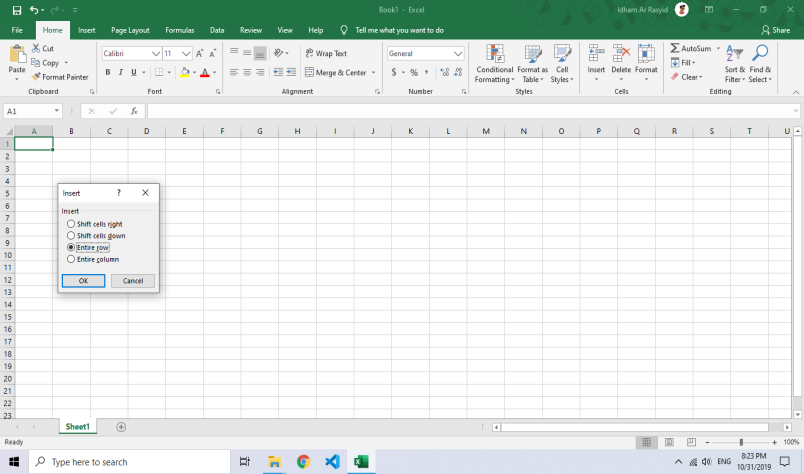 Book1 - Excel
Idham Ar Rasyid
File Home Insert Page Layout Formulas Data Review View Help Tell me what you want to do Share
Cut
Copy
Format Painter
Paste
Clipboard
Calibri 11
B I U
Font
Wrap Text
Merge & Center
Alignment
General
$ % ,
Number
Conditional Formatting
Format as Table
Cell Styles
Styles
Insert Delete Format
Cells
AutoSum
Fill
Clear
Sort & Filter
Find & Select
Editing
A1 fx
A B C D E F G H I J K L M N O P Q R S T U
1
2
3
4
5
6
7
8
9
10
11
12
13
14
15
16
17
18
19
20
21
22
23
Insert ?
Insert
Shift cells right
Shift cells down
Entire row
Entire column
OK Cancel
Sheet1
Ready
100%
Type here to search
ENG
8:23 PM
10/31/2019